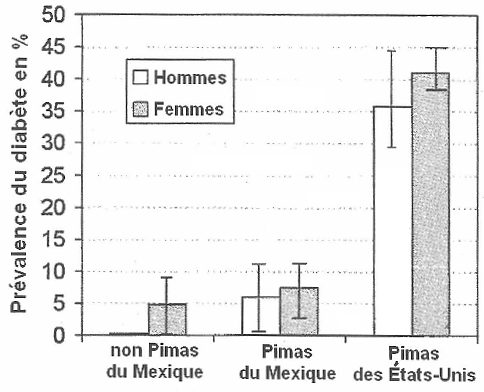 Prévalence du diabète en %
50
45
40
35
30
25
20
15
10
5
0
Hommes
Femmes
non Pimas
du Mexique
Pimas
du Mexique
Pimas
des États-Unis